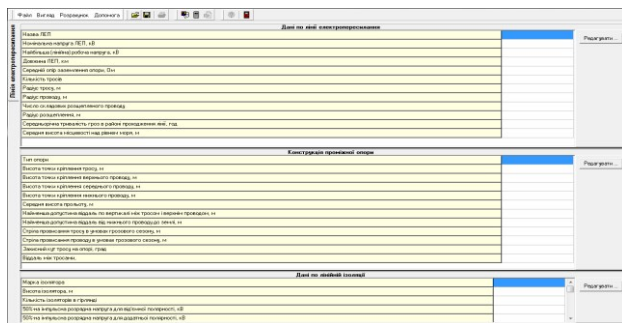 Файл Вигляд Розрахунок Допомога
Лінія електропересилання
Дані по лінії електропересилання
Назва ЛЕП
Номінальна напруга ЛЕП, кВ
Найбільша (лінійна) робоча напруга, кВ
Довжина ЛЕП, км
Середній опір заземлення опори, Ом
Кількість тросів
Радіус тросу, м
Радіус проводу, м
Число складових розщепленого проводу
Радіус розщеплення, м
Середньорічна тривалість гроз в районі проходження лінії, год
Середня висота місцевості над рівнем моря, м
Редагувати ...
Конструкція проміжної опори
Тип опори
Висота точки кріплення тросу, м
Висота точки кріплення верхнього проводу, м
Висота точки кріплення середнього проводу, м
Висота точки кріплення нижнього проводу, м
Середня висота прольоту, м
Найменша допустима віддаль по вертикалі між тросом і верхнім проводом, м
Найменша допустима віддаль від нижнього проводу до землі, м
Стріла провисання тросу в умовах грозового сезону, м
Стріла провисання проводу в умовах грозового сезону, м
Захисний кут тросу на опорі, град
Віддаль між тросами,
Редагувати ...
Дані по лінійній ізоляції
Марка ізолятора
Висота ізолятора, м
Кількість ізоляторів в гірлянді
50% на імпульсна розрядна напруга для від'ємної полярності, кВ
50% на імпульсна розрядна напруга для додатньої полярності, кВ
Редагувати ...